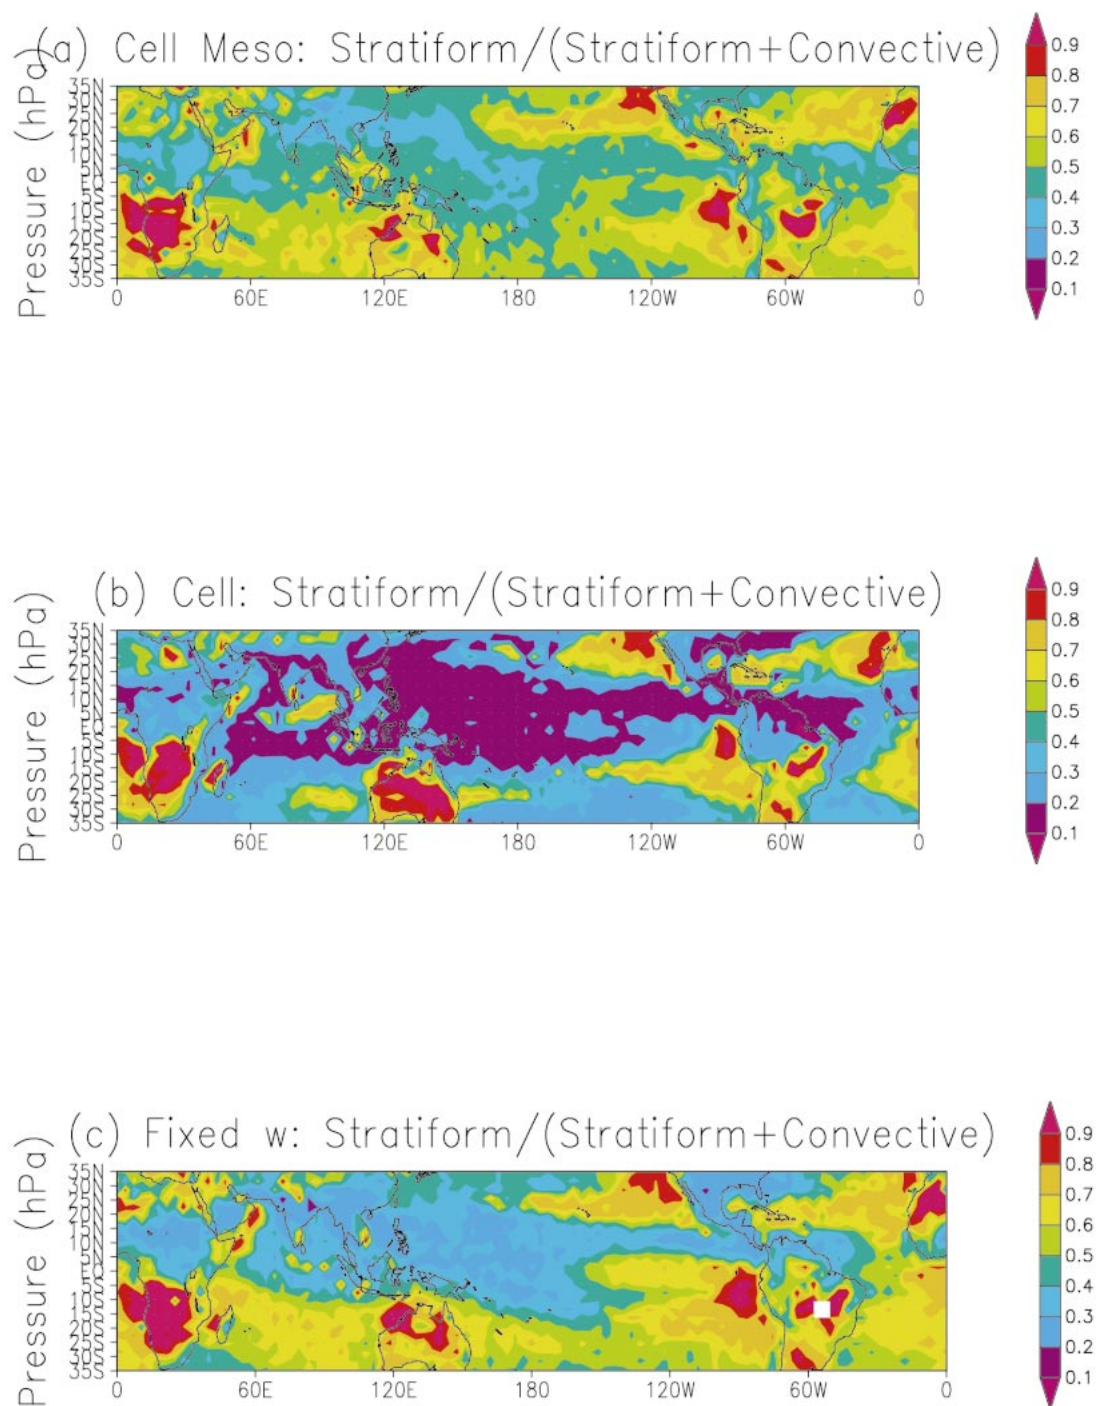 (a) Cell Meso: Stratiform/(Stratiform+Convective)
Pressure (hPa)
35N
30N
25N
20N
15N
10N
5N
EQ
5S
10S
15S
20S
25S
30S
35S
0 60E 120E 180 120W 60W 0
0.9
0.8
0.7
0.6
0.5
0.4
0.3
0.2
0.1
(b) Cell: Stratiform/(Stratiform+Convective)
Pressure (hPa)
35N
30N
25N
20N
15N
10N
5N
EQ
5S
10S
15S
20S
25S
30S
35S
0 60E 120E 180 120W 60W 0
0.9
0.8
0.7
0.6
0.5
0.4
0.3
0.2
0.1
(c) Fixed w: Stratiform/(Stratiform+Convective)
Pressure (hPa)
35N
30N
25N
20N
15N
10N
5N
EQ
5S
10S
15S
20S
25S
30S
35S
0 60E 120E 180 120W 60W 0
0.9
0.8
0.7
0.6
0.5
0.4
0.3
0.2
0.1